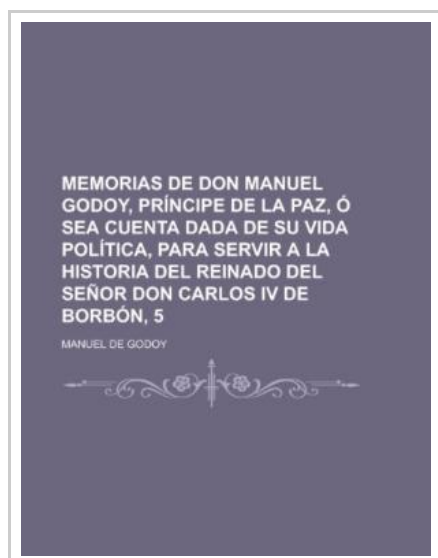 MEMORIAS DE DON MANUEL
GODOY, PRÍNCIPE DE LA PAZ, Ó
SEA CUENTA DADA DE SU VIDA
POLÍTICA, PARA SERVIR A LA
HISTORIA DEL REINADO DEL
SEÑOR DON CARLOS IV DE
BORBÓN, 5
MANUEL DE GODOY